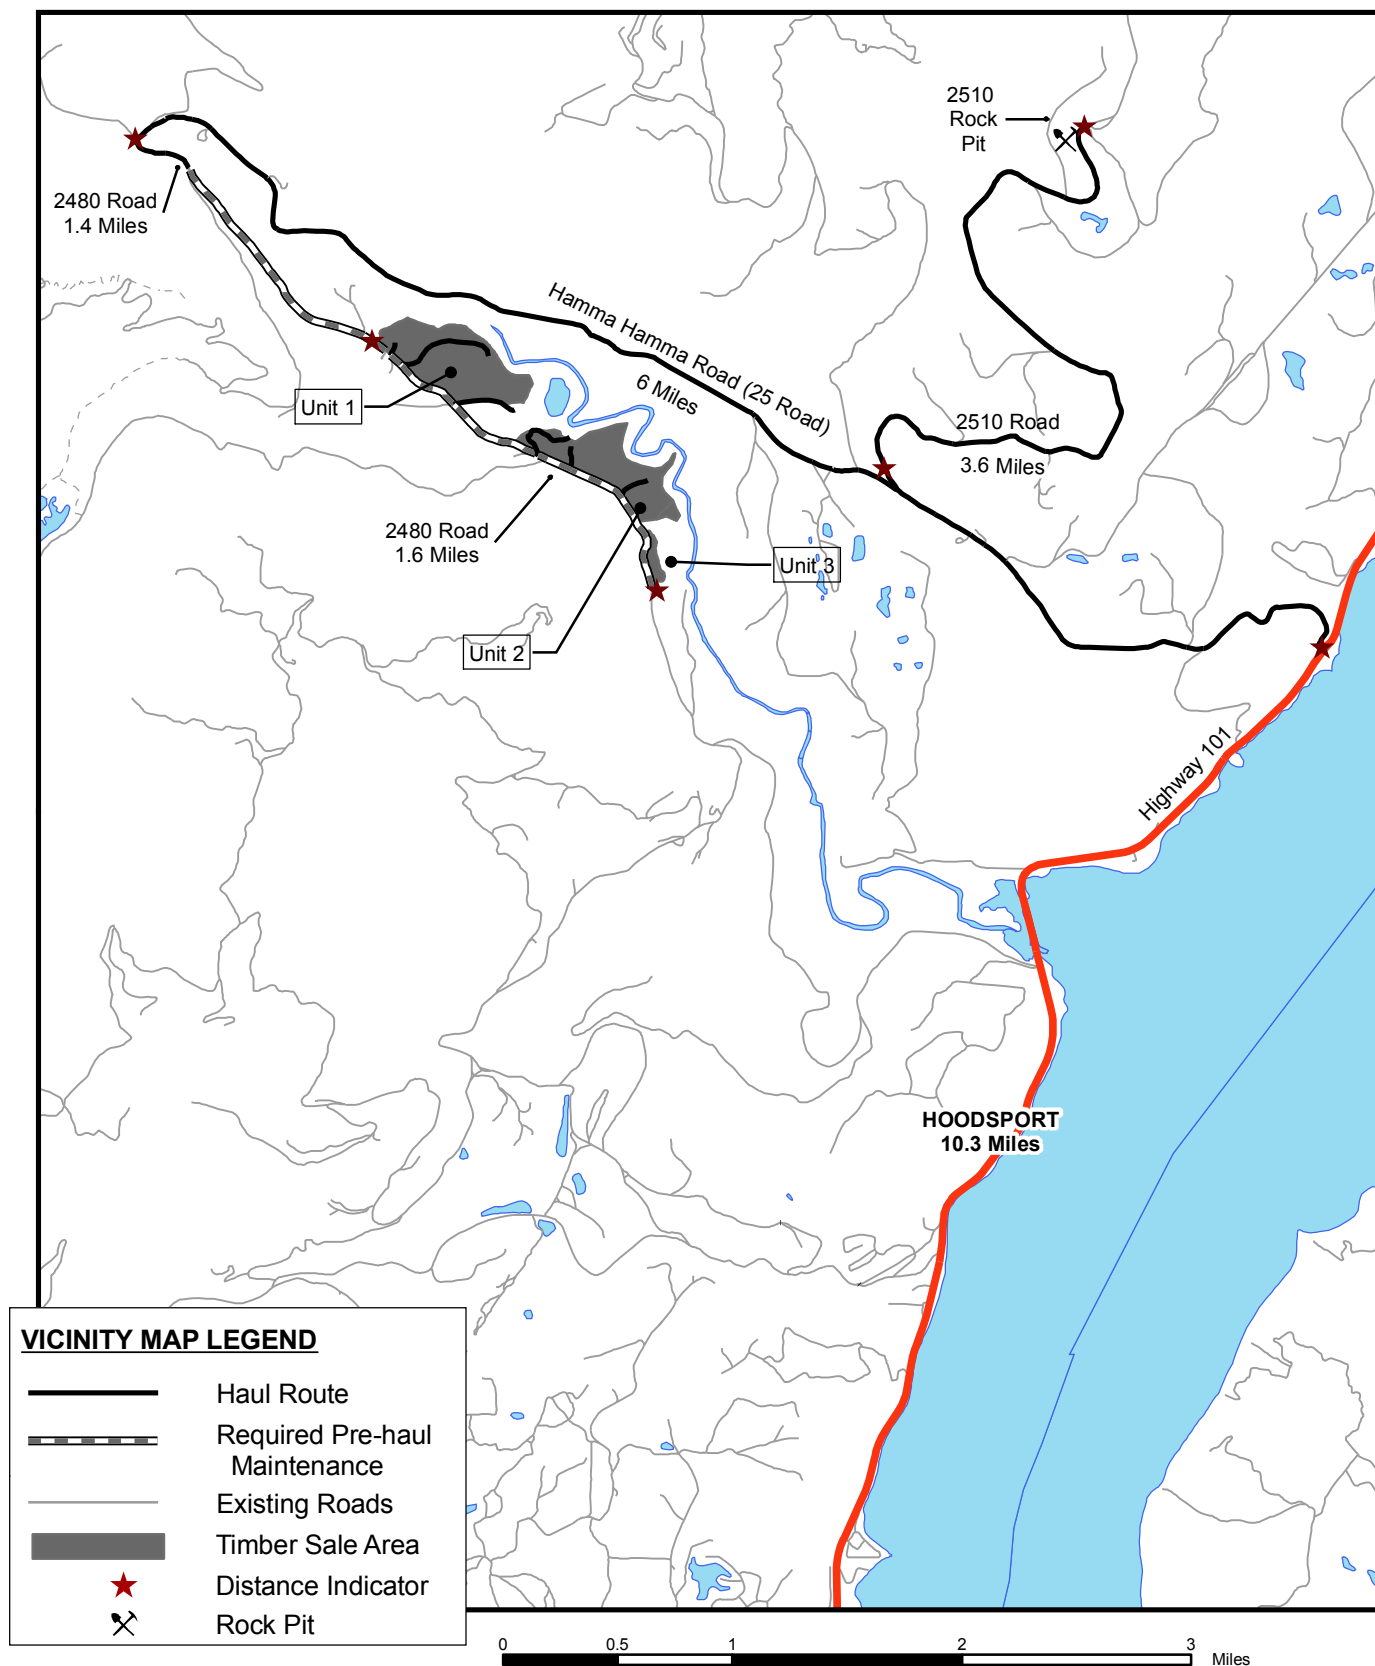 2510
Rock
Pit
2480 Road
1.4 Miles
Hamma Hamma Road (25 Road)
6 Miles
Unit 1
2510 Road
3.6 Miles
2480 Road
1.6 Miles
Unit 3
Unit 2
Highway 101
HOODSPORT
10.3 Miles
VICINITY MAP LEGEND
Haul Route
Required Pre-haul
Maintenance
Existing Roads
Timber Sale Area
Distance Indicator
Rock Pit
0 0.5 1 2 3
Miles